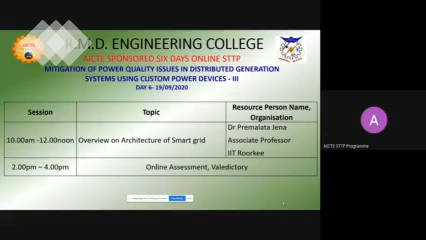 R.M.D. ENGINEERING COLLEGE
AICTE SPONSORED SIX DAYS ONLINE STTP
MITIGATION OF POWER QUALITY ISSUES IN DISTRIBUTED GENERATION
SYSTEMS USING CUSTOM POWER DEVICES - III
DAY 6- 19/09/2020
Session Topic Resource Person Name,
Organisation
10.00am -12.00noon Overview on Architecture of Smart grid Dr Premalata Jena
Associate Professor
IIT Roorkee
2.00pm – 4.00pm Online Assessment, Valedictory
A
AICTE STTP Programme